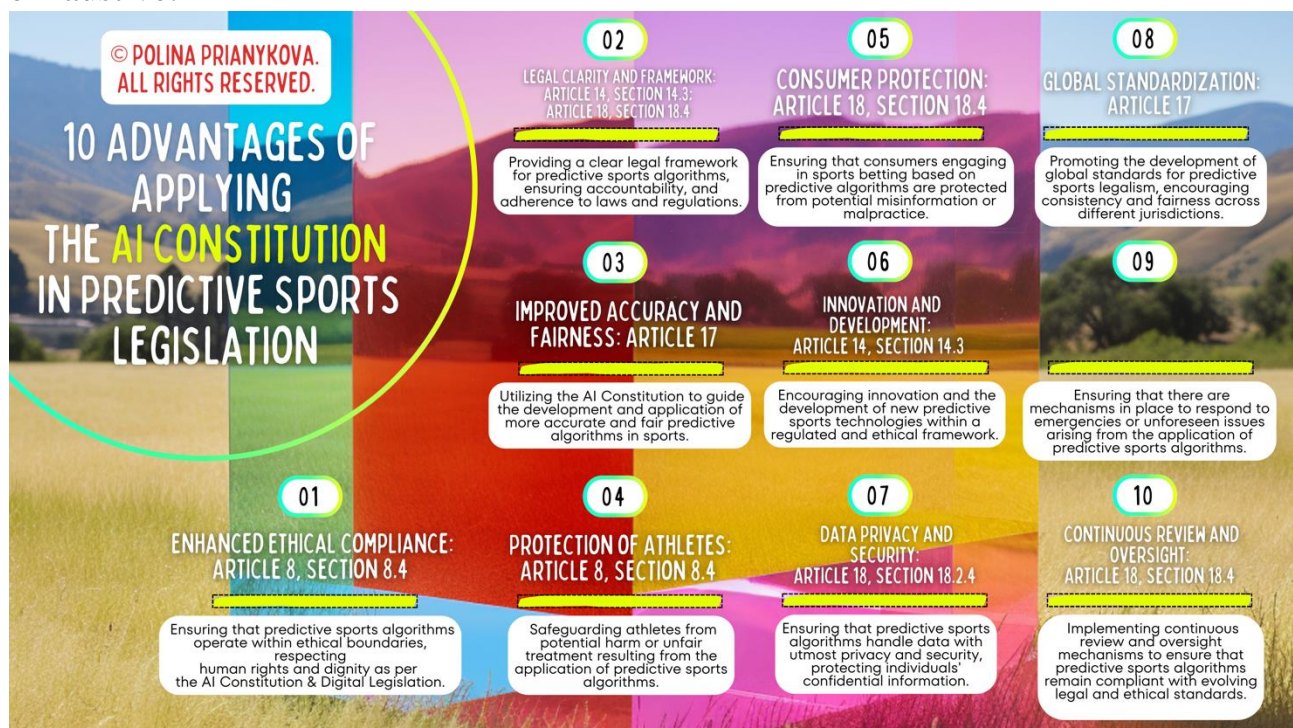 © POLINA PRIANYKOVA.
ALL RIGHTS RESERVED.
10 ADVANTAGES OF
APPLYING
THE AI CONSTITUTION
IN PREDICTIVE SPORTS
LEGISLATION
01
ENHANCED ETHICAL COMPLIANCE:
ARTICLE 8, SECTION 8.4
Ensuring that predictive sports algorithms
operate within ethical boundaries,
respecting
human rights and dignity as per
the AI Constitution & Digital Legislation.
02
LEGAL CLARITY AND FRAMEWORK:
ARTICLE 14, SECTION 14.3;
ARTICLE 18, SECTION 18.4
Providing a clear legal framework
for predictive sports algorithms,
ensuring accountability, and
adherence to laws and regulations.
03
IMPROVED ACCURACY AND
FAIRNESS: ARTICLE 17
Utilizing the AI Constitution to guide
the development and application of
more accurate and fair predictive
algorithms in sports.
04
PROTECTION OF ATHLETES:
ARTICLE 8, SECTION 8.4
Safeguarding athletes from
potential harm or unfair
treatment resulting from the
application of predictive sports
algorithms.
05
CONSUMER PROTECTION:
ARTICLE 18, SECTION 18.4
Ensuring that consumers engaging
in sports betting based on
predictive algorithms are protected
from potential misinformation or
malpractice.
06
INNOVATION AND
DEVELOPMENT:
ARTICLE 14, SECTION 14.3
Encouraging innovation and the
development of new predictive
sports technologies within a
regulated and ethical framework.
07
DATA PRIVACY AND
SECURITY:
ARTICLE 18, SECTION 18.2.4
Ensuring that predictive sports
algorithms handle data with
utmost privacy and security,
protecting individuals'
confidential information.
08
GLOBAL STANDARDIZATION:
ARTICLE 17
Promoting the development of
global standards for predictive
sports legalism, encouraging
consistency and fairness across
different jurisdictions.
09
Ensuring that there are
mechanisms in place to respond to
emergencies or unforeseen issues
arising from the application of
predictive sports algorithms.
10
CONTINUOUS REVIEW AND
OVERSIGHT:
ARTICLE 18, SECTION 18.4
Implementing continuous
review and oversight
mechanisms to ensure that
predictive sports algorithms
remain compliant with evolving
legal and ethical standards.